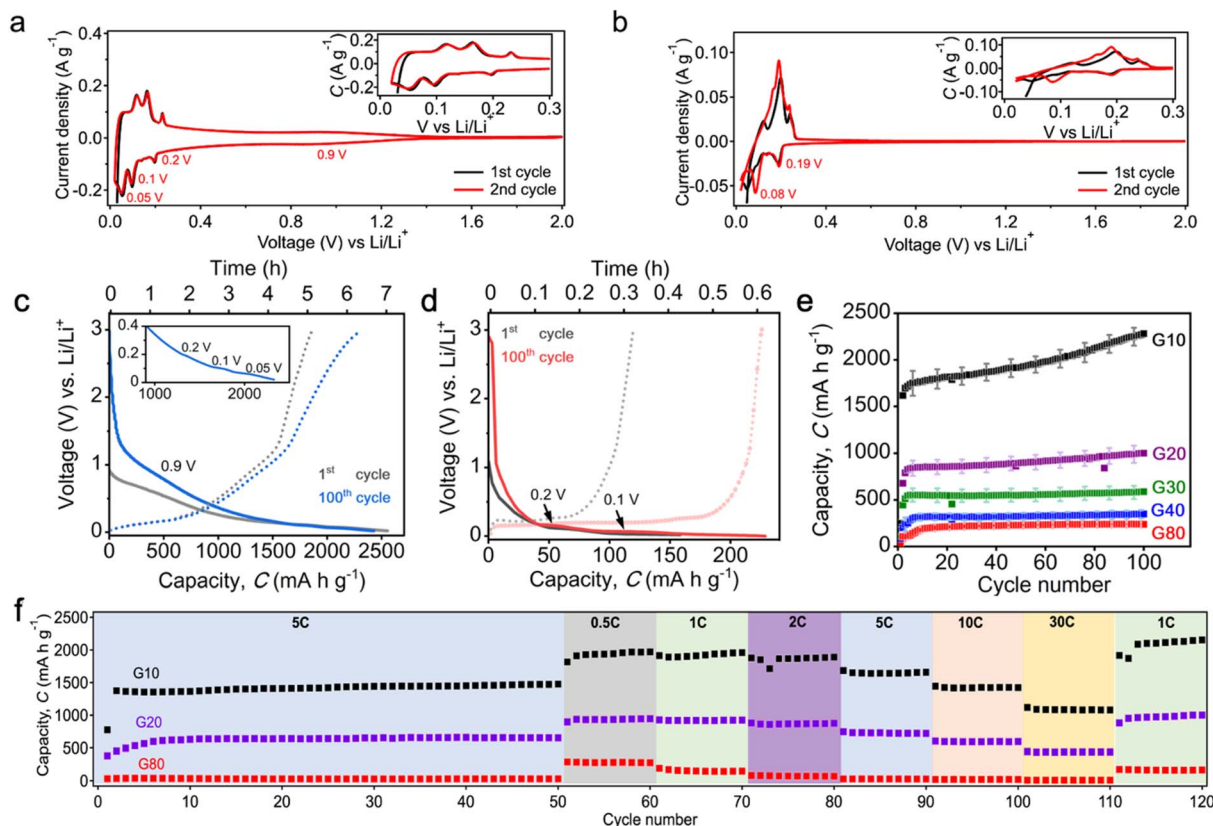 a
Current density (A g⁻¹)
0.4
0.2
0.0
-0.2
C (A g⁻¹)
0.2
0.0
-0.2
0.0 0.1 0.2 0.3
V vs Li/Li⁺
0.2 V
0.1 V
0.05 V
0.9 V
1st cycle
2nd cycle
0.0 0.4 0.8 1.2 1.6 2.0
Voltage (V) vs Li/Li⁺
b
Current density (A g⁻¹)
0.10
0.05
0.00
-0.05
C (A g⁻¹)
0.10
0.05
0.00
-0.05
-0.10
0.0 0.1 0.2 0.3
V vs Li/Li⁺
0.19 V
0.08 V
1st cycle
2nd cycle
0.0 0.4 0.8 1.2 1.6 2.0
Voltage (V) vs Li/Li⁺
c
Time (h)
0 1 2 3 4 5 6 7
Voltage (V) vs. Li/Li⁺
3
2
1
0
0.4
0.2
0
0.2 V
0.1 V
0.05 V
1000 2000
0.9 V
1ˢᵗ cycle
100ᵗʰ cycle
0 500 1000 1500 2000 2500
Capacity, C (mA h g⁻¹)
d
Time (h)
0 0.1 0.2 0.3 0.4 0.5 0.6
Voltage (V) vs. Li/Li⁺
3
2
1
0
1ˢᵗ cycle
100ᵗʰ cycle
0.2 V
0.1 V
0 50 100 150 200
Capacity, C (mA h g⁻¹)
e
Capacity, C (mA h g⁻¹)
2500
2000
1500
1000
500
0
G10
G20
G30
G40
G80
0 20 40 60 80 100
Cycle number
f
Capacity, C (mA h g⁻¹)
2500
2000
1500
1000
500
0
5C 0.5C 1C 2C 5C 10C 30C 1C
G10
G20
G80
0 10 20 30 40 50 60 70 80 90 100 110 120
Cycle number